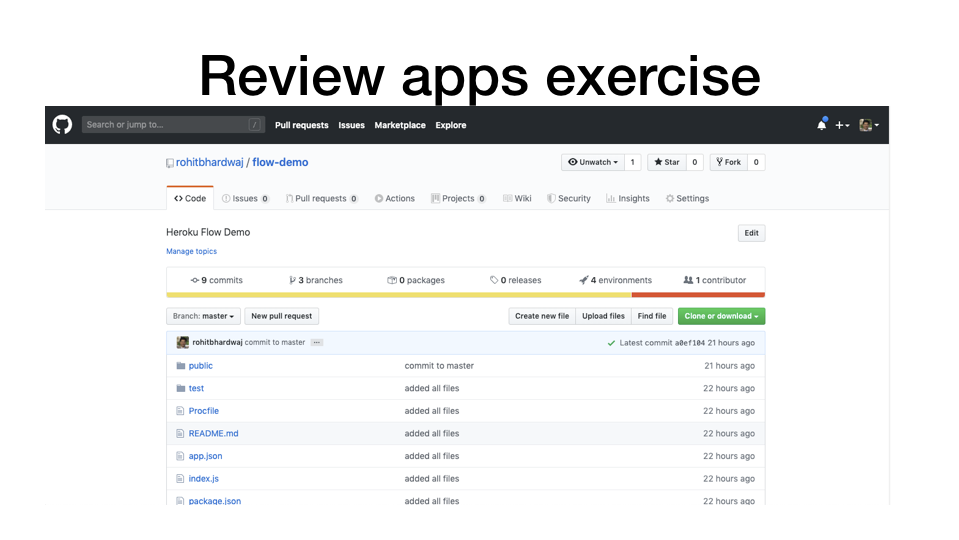 Review apps exercise
Search or jump to... /
Pull requests Issues Marketplace Explore
rohitbhardwaj / flow-demo
Unwatch 1 Star 0 Fork 0
Code Issues 0 Pull requests 0 Actions Projects 0 Wiki Security Insights Settings
Heroku Flow Demo Edit
Manage topics
9 commits 3 branches 0 packages 0 releases 4 environments 1 contributor
Branch: master New pull request Create new file Upload files Find file Clone or download
rohitbhardwaj commit to master ... Latest commit a0ef104 21 hours ago
public commit to master 21 hours ago
test added all files 22 hours ago
Procfile added all files 22 hours ago
README.md added all files 22 hours ago
app.json added all files 22 hours ago
index.js added all files 22 hours ago
package.json added all files 22 hours ago